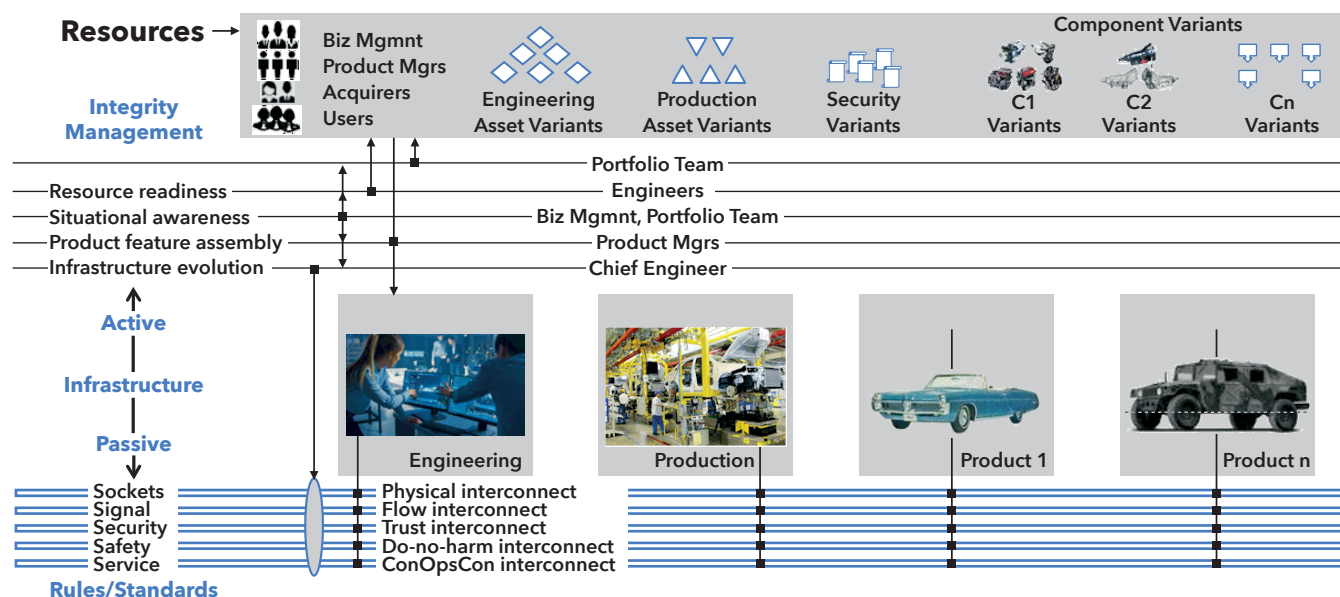 Resources
Biz Mgmnt
Product Mgrs
Acquirers
Users
Engineering
Asset Variants
Production
Asset Variants
Security
Variants
Component Variants
C1
Variants
C2
Variants
Cn
Variants
Integrity
Management
Portfolio Team
Resource readiness Engineers
Situational awareness Biz Mgmnt, Portfolio Team
Product feature assembly Product Mgrs
Infrastructure evolution Chief Engineer
Active
Infrastructure
Passive
Engineering
Production
Product 1
Product n
Sockets Physical interconnect
Signal Flow interconnect
Security Trust interconnect
Safety Do-no-harm interconnect
Service ConOpsCon interconnect
Rules/Standards